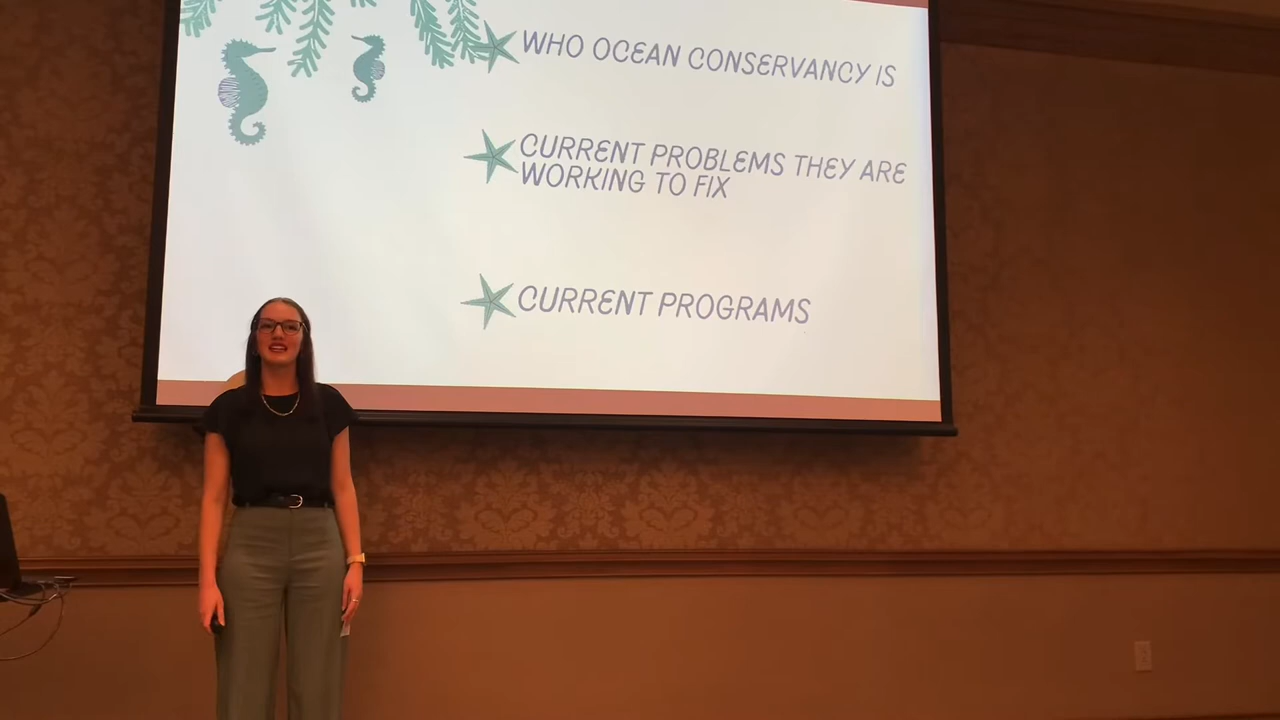 WHO OCEAN CONSERVANCY IS
CURRENT PROBLEMS THEY ARE
WORKING TO FIX
CURRENT PROGRAMS